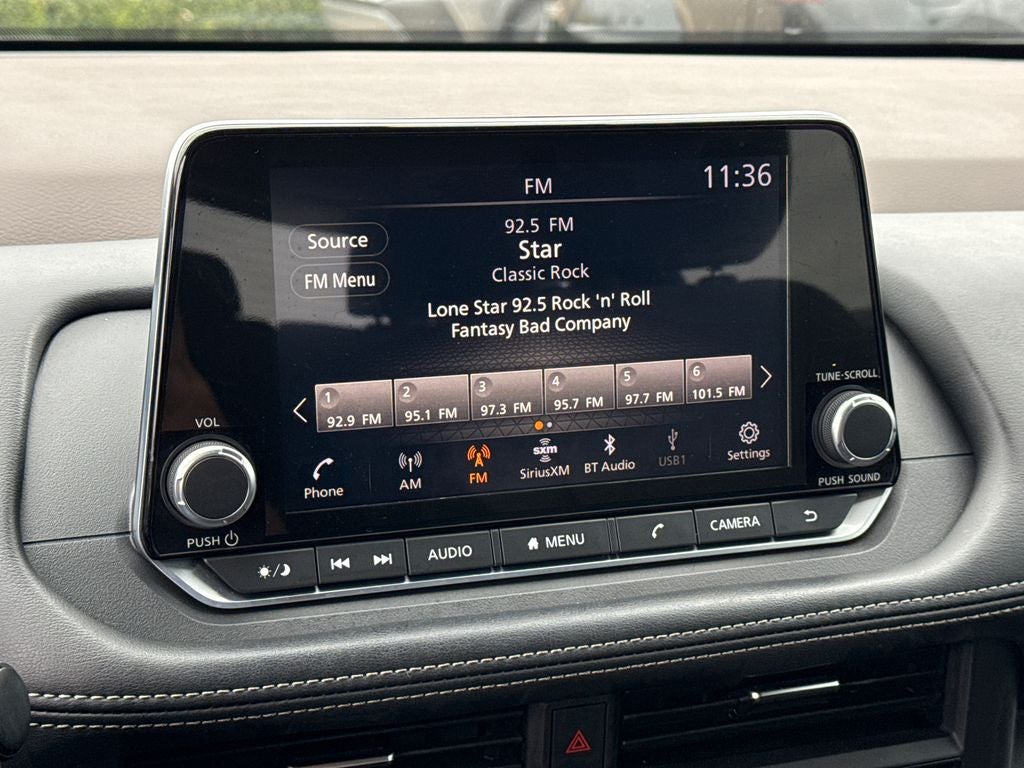 FM
11:36
92.5 FM
Source
Star
Classic Rock
FM Menu
Lone Star 92.5 Rock 'n' Roll
Fantasy Bad Company
TUNE·SCROLL
1 2 3 4 5 6
92.9 FM 95.1 FM 97.3 FM 95.7 FM 97.7 FM 101.5 FM
VOL
Phone AM FM SiriusXM BT Audio USB1 Settings
sxm
PUSH SOUND
PUSH
AUDIO MENU CAMERA